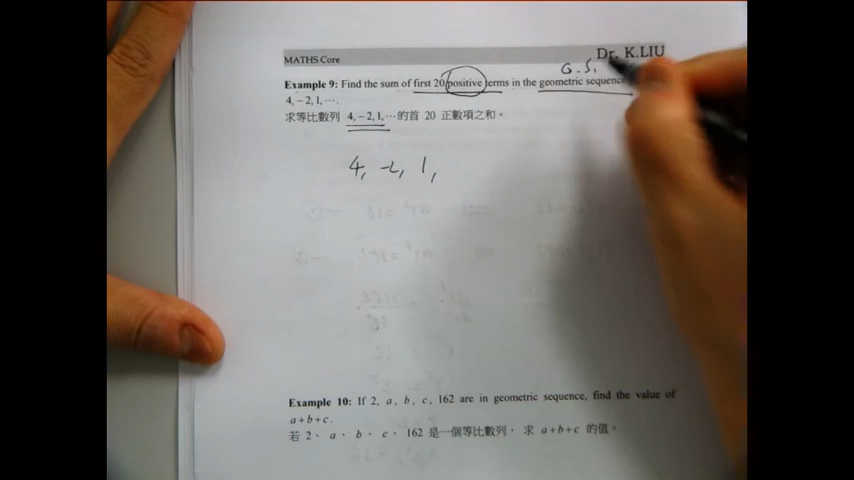 MATHS Core
Dr. K.LIU
G.S,
Example 9: Find the sum of first 20 positive terms in the geometric sequence
4, −2, 1, ⋯.
求等比數列 4, −2, 1, ⋯的首 20 正數項之和。
4, -2, 1,
Example 10: If 2, a, b, c, 162 are in geometric sequence, find the value of
a+b+c.
若 2、 a、 b、 c、 162 是一個等比數列，求 a+b+c 的值。